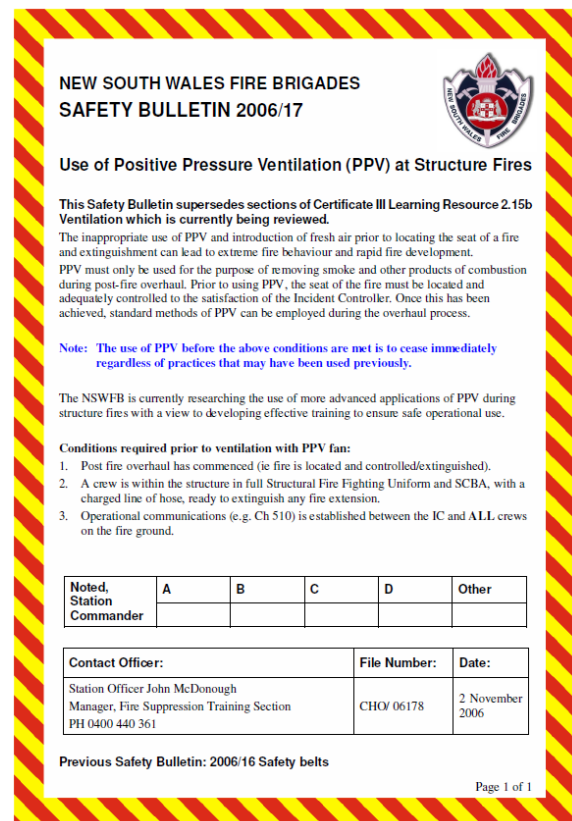 NEW SOUTH WALES FIRE BRIGADES
SAFETY BULLETIN 2006/17
NEW SOUTH WALES FIRE BRIGADES
Use of Positive Pressure Ventilation (PPV) at Structure Fires
This Safety Bulletin supersedes sections of Certificate III Learning Resource 2.15b
Ventilation which is currently being reviewed.
The inappropriate use of PPV and introduction of fresh air prior to locating the seat of a fire
and extinguishment can lead to extreme fire behaviour and rapid fire development.
PPV must only be used for the purpose of removing smoke and other products of combustion
during post-fire overhaul. Prior to using PPV, the seat of the fire must be located and
adequately controlled to the satisfaction of the Incident Controller. Once this has been
achieved, standard methods of PPV can be employed during the overhaul process.
Note: The use of PPV before the above conditions are met is to cease immediately
regardless of practices that may have been used previously.
The NSWFB is currently researching the use of more advanced applications of PPV during
structure fires with a view to developing effective training to ensure safe operational use.
Conditions required prior to ventilation with PPV fan:
1. Post fire overhaul has commenced (ie fire is located and controlled/extinguished).
2. A crew is within the structure in full Structural Fire Fighting Uniform and SCBA, with a
charged line of hose, ready to extinguish any fire extension.
3. Operational communications (e.g. Ch 510) is established between the IC and ALL crews
on the fire ground.
Noted, Station Commander A B C D Other
Contact Officer: File Number: Date:
Station Officer John McDonough
Manager, Fire Suppression Training Section
PH 0400 440 361
CHO/ 06178
2 November
2006
Previous Safety Bulletin: 2006/16 Safety belts
Page 1 of 1